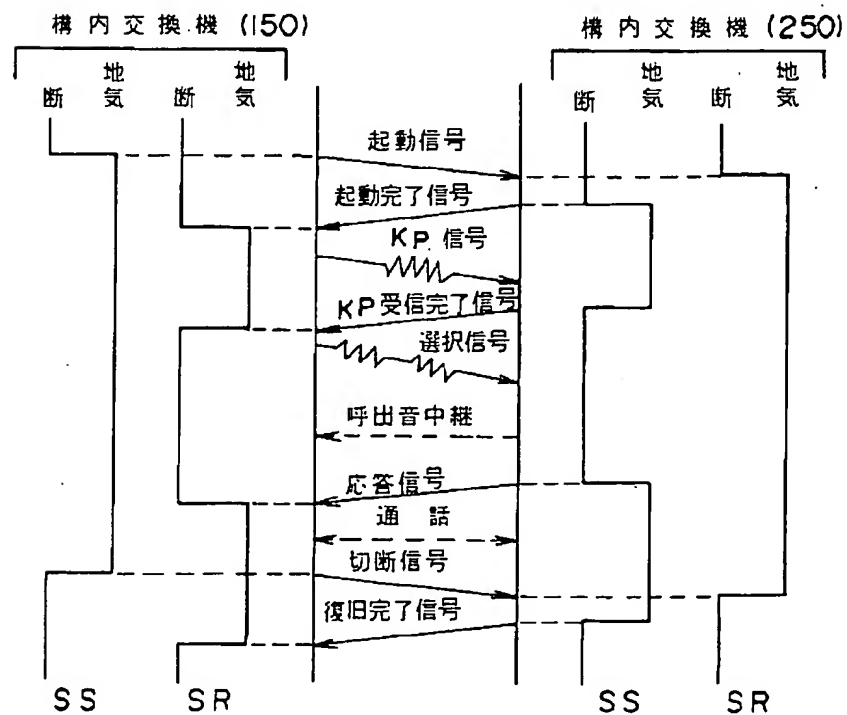 構内交換機 (150)
構内交換機 (250)
断 地気 断 地気
断 地気 断 地気
起動信号
起動完了信号
KP 信号
KP受信完了信号
選択信号
呼出音中継
応答信号
通話
切断信号
復旧完了信号
SS SR
SS SR